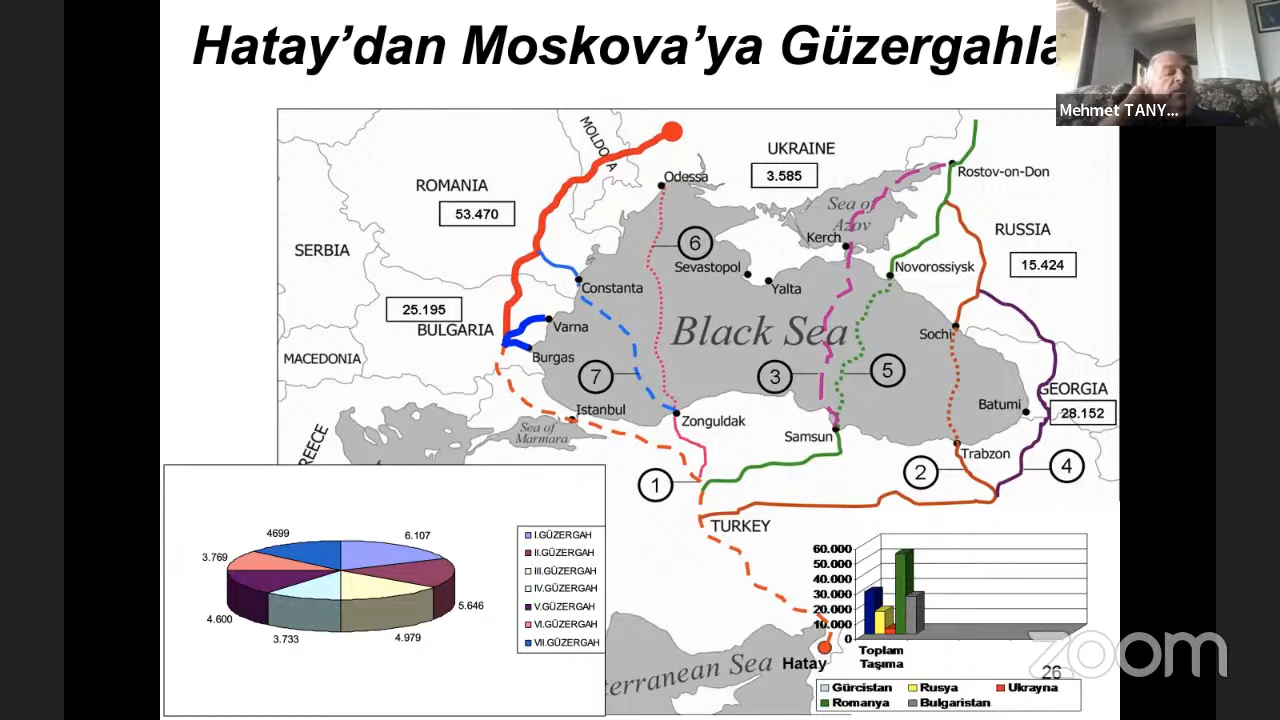 Hatay’dan Moskova’ya Güzergahla
Mehmet TANY...
MOLDOVA
UKRAINE
3.585
Odessa
Rostov-on-Don
ROMANIA
53.470
Sea of
Azov
Kerch
RUSSIA
15.424
SERBIA
6
Sevastopol
Yalta
Novorossiysk
Constanta
25.195
BULGARIA
Varna
Burgas
Black Sea
Sochi
MACEDONIA
7
3
5
GEORGIA
28.152
Batumi
Istanbul
Sea of
Marmara
Zonguldak
Samsun
REECE
Trabzon
1
2
4
TURKEY
4699
6.107
3.769
5.646
4.600
4.979
3.733
I.GÜZERGAH
II.GÜZERGAH
III.GÜZERGAH
IV.GÜZERGAH
V.GÜZERGAH
VI.GÜZERGAH
VII.GÜZERGAH
60.000
50.000
40.000
30.000
20.000
10.000
0
Toplam
Taşıma
terranean Sea
Hatay
zoom
26
Gürcistan
Rusya
Ukrayna
Romanya
Bulgaristan